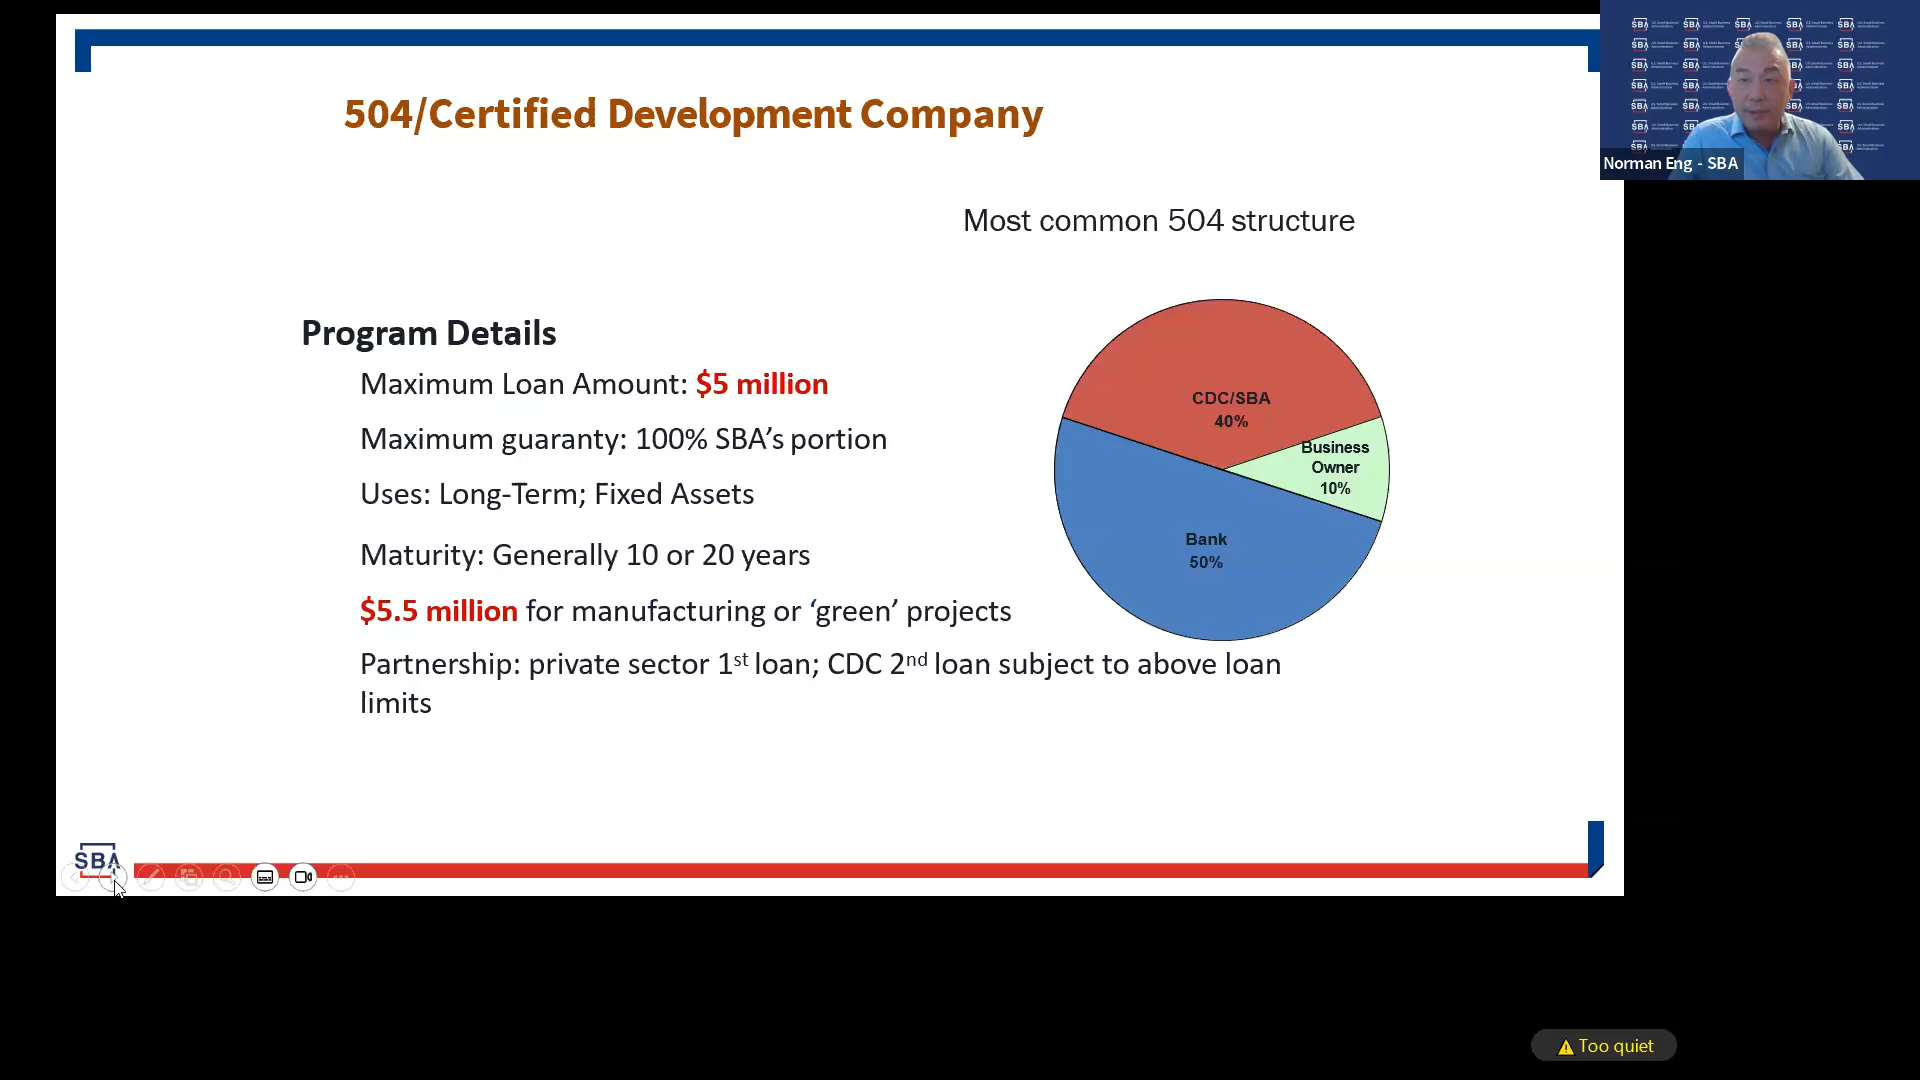 504/Certified Development Company
Most common 504 structure
Program Details
Maximum Loan Amount: $5 million
Maximum guaranty: 100% SBA’s portion
Uses: Long-Term; Fixed Assets
Maturity: Generally 10 or 20 years
$5.5 million for manufacturing or ‘green’ projects
Partnership: private sector 1st loan; CDC 2nd loan subject to above loan
limits
CDC/SBA
40%
Business
Owner
10%
Bank
50%
SBA
Norman Eng - SBA
Too quiet